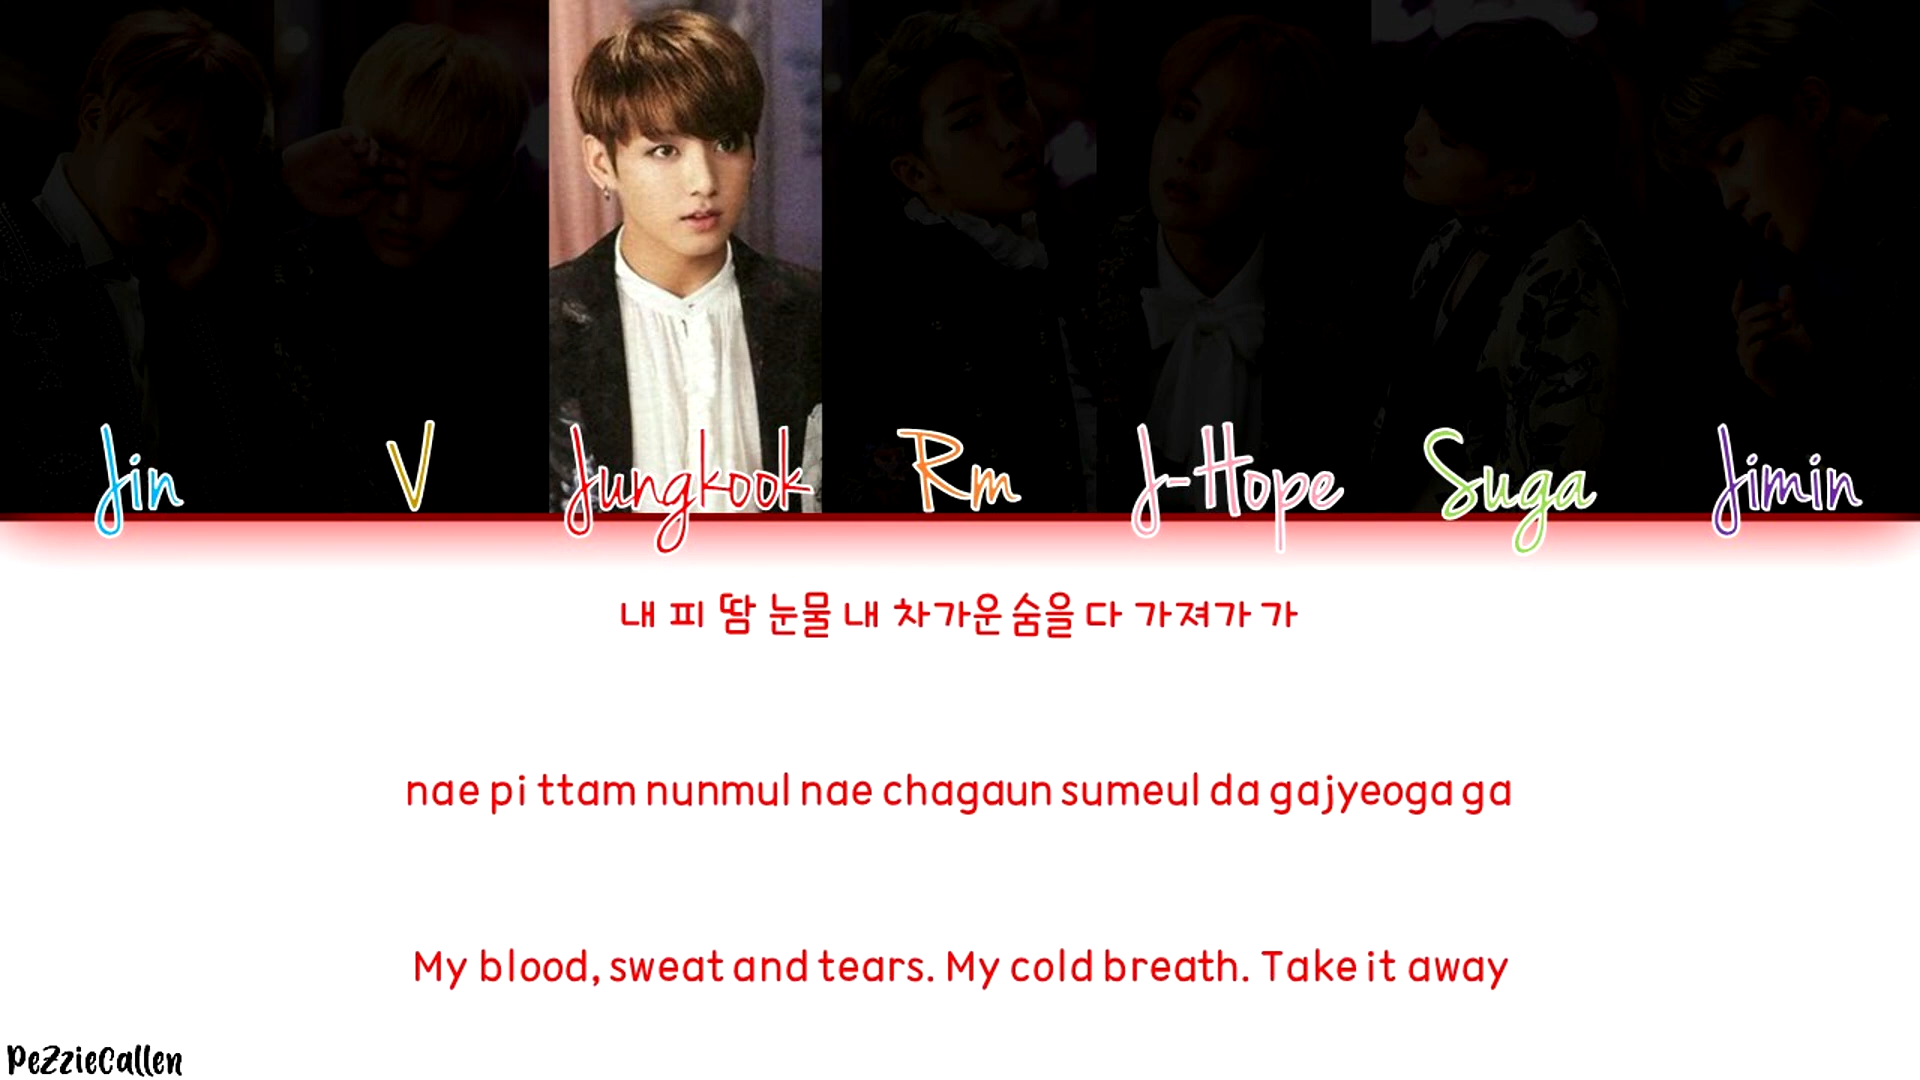 Jin V Jungkook Rm J-Hope Suga Jimin
내 피 땀 눈물 내 차가운 숨을 다 가져가 가
nae pi ttam nunmul nae chagaun sumeul da gajyeoga ga
My blood, sweat and tears. My cold breath. Take it away
PeZzieCallen